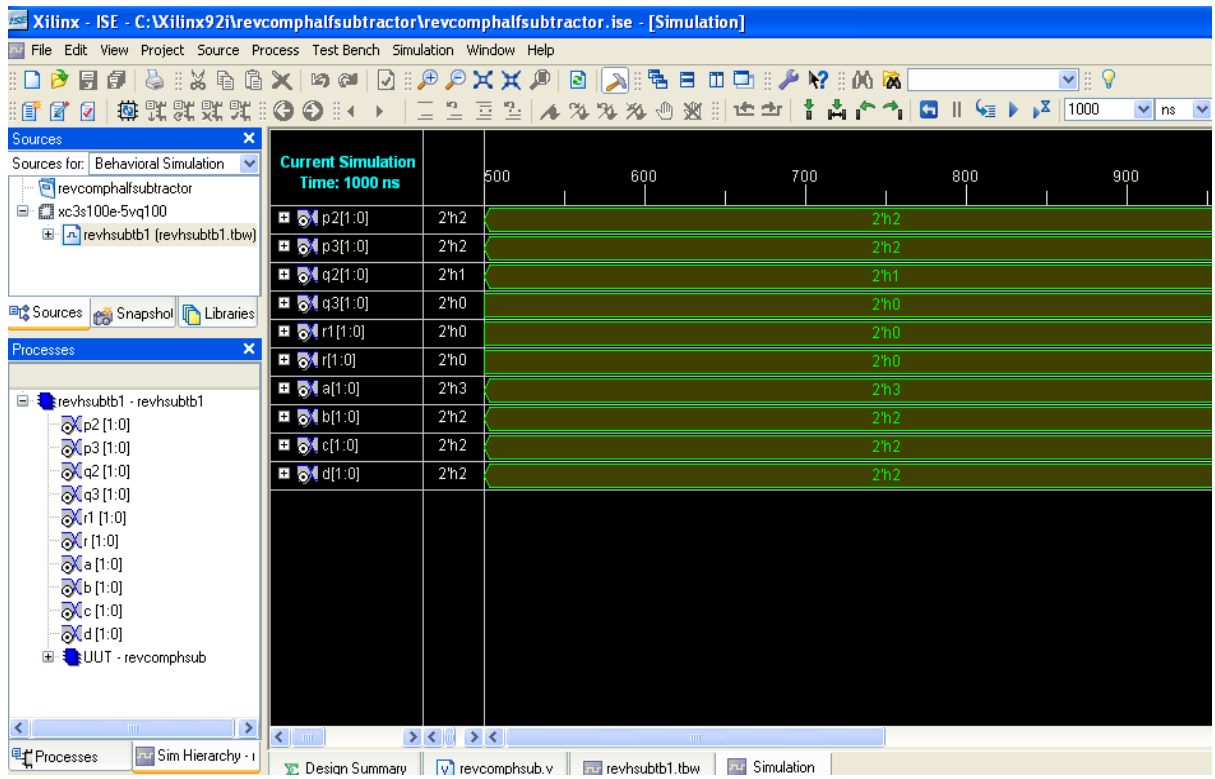 Xilinx - ISE - C:\Xilinx92i\revcomphalfsubtractor\revcomphalfsubtractor.ise - [Simulation]
File Edit View Project Source Process Test Bench Simulation Window Help
1000 ns
Sources
Sources for: Behavioral Simulation
revcomphalfsubtractor
xc3s100e-5vq100
revhsubtb1 (revhsubtb1.tbw)
Sources Snapshot Libraries
Processes
revhsubtb1 - revhsubtb1
p2 [1:0]
p3 [1:0]
q2 [1:0]
q3 [1:0]
r1 [1:0]
r [1:0]
a [1:0]
b [1:0]
c [1:0]
d [1:0]
UUT - revcomphsub
Processes Sim Hierarchy - r
Current Simulation
Time: 1000 ns
500 600 700 800 900
p2[1:0] 2'h2 2'h2
p3[1:0] 2'h2 2'h2
q2[1:0] 2'h1 2'h1
q3[1:0] 2'h0 2'h0
r1[1:0] 2'h0 2'h0
r[1:0] 2'h0 2'h0
a[1:0] 2'h3 2'h3
b[1:0] 2'h2 2'h2
c[1:0] 2'h2 2'h2
d[1:0] 2'h2 2'h2
Design Summary revcomphsub.v revhsubtb1.tbw Simulation